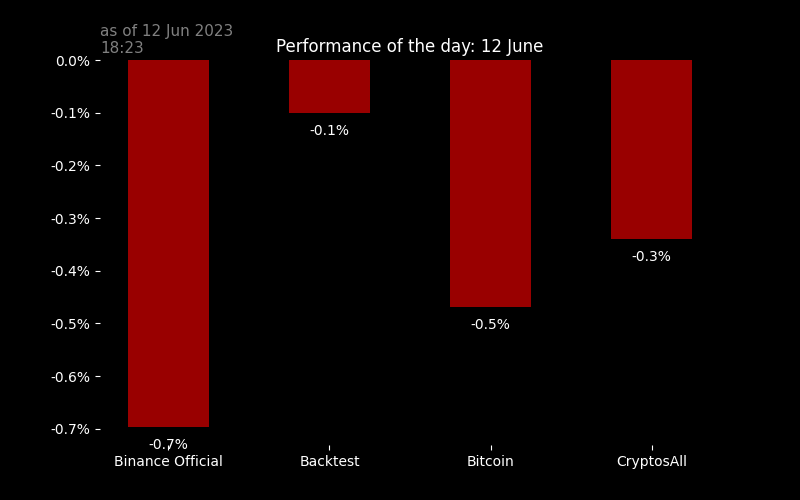 as of 12 Jun 2023
18:23
Performance of the day: 12 June
0.0%
-0.1%
-0.2%
-0.3%
-0.4%
-0.5%
-0.6%
-0.7%
-0.7%
-0.1%
-0.5%
-0.3%
Binance Official
Backtest
Bitcoin
CryptosAll